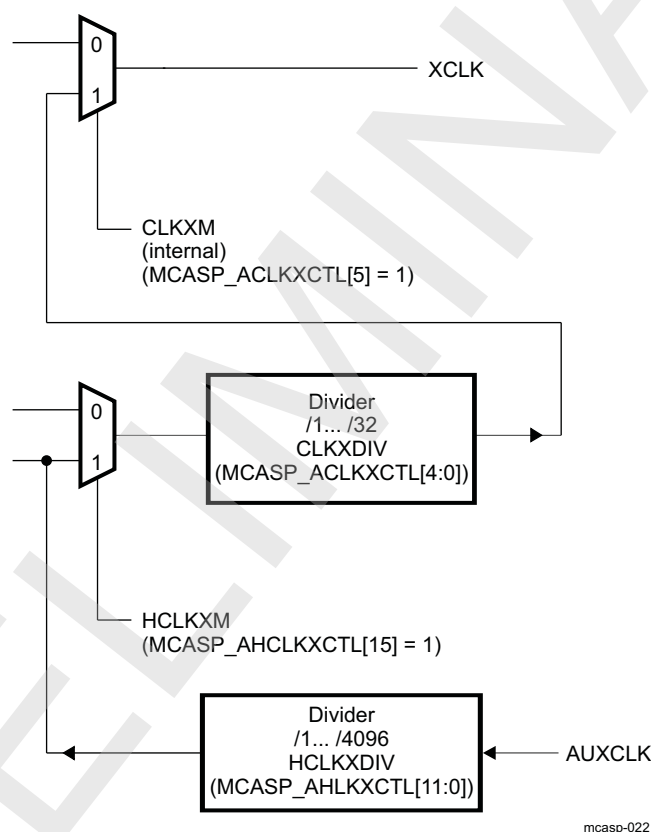 0
XCLK
1
CLKXM
(internal)
(MCASP_ACLKXCTL[5] = 1)
0
1
Divider
/1... /32
CLKXDIV
(MCASP_ACLKXCTL[4:0])
HCLKXM
(MCASP_AHCLKXCTL[15] = 1)
Divider
/1... /4096
HCLKXDIV
(MCASP_AHLKXCTL[11:0])
AUXCLK
mcasp-022
ELIMINA